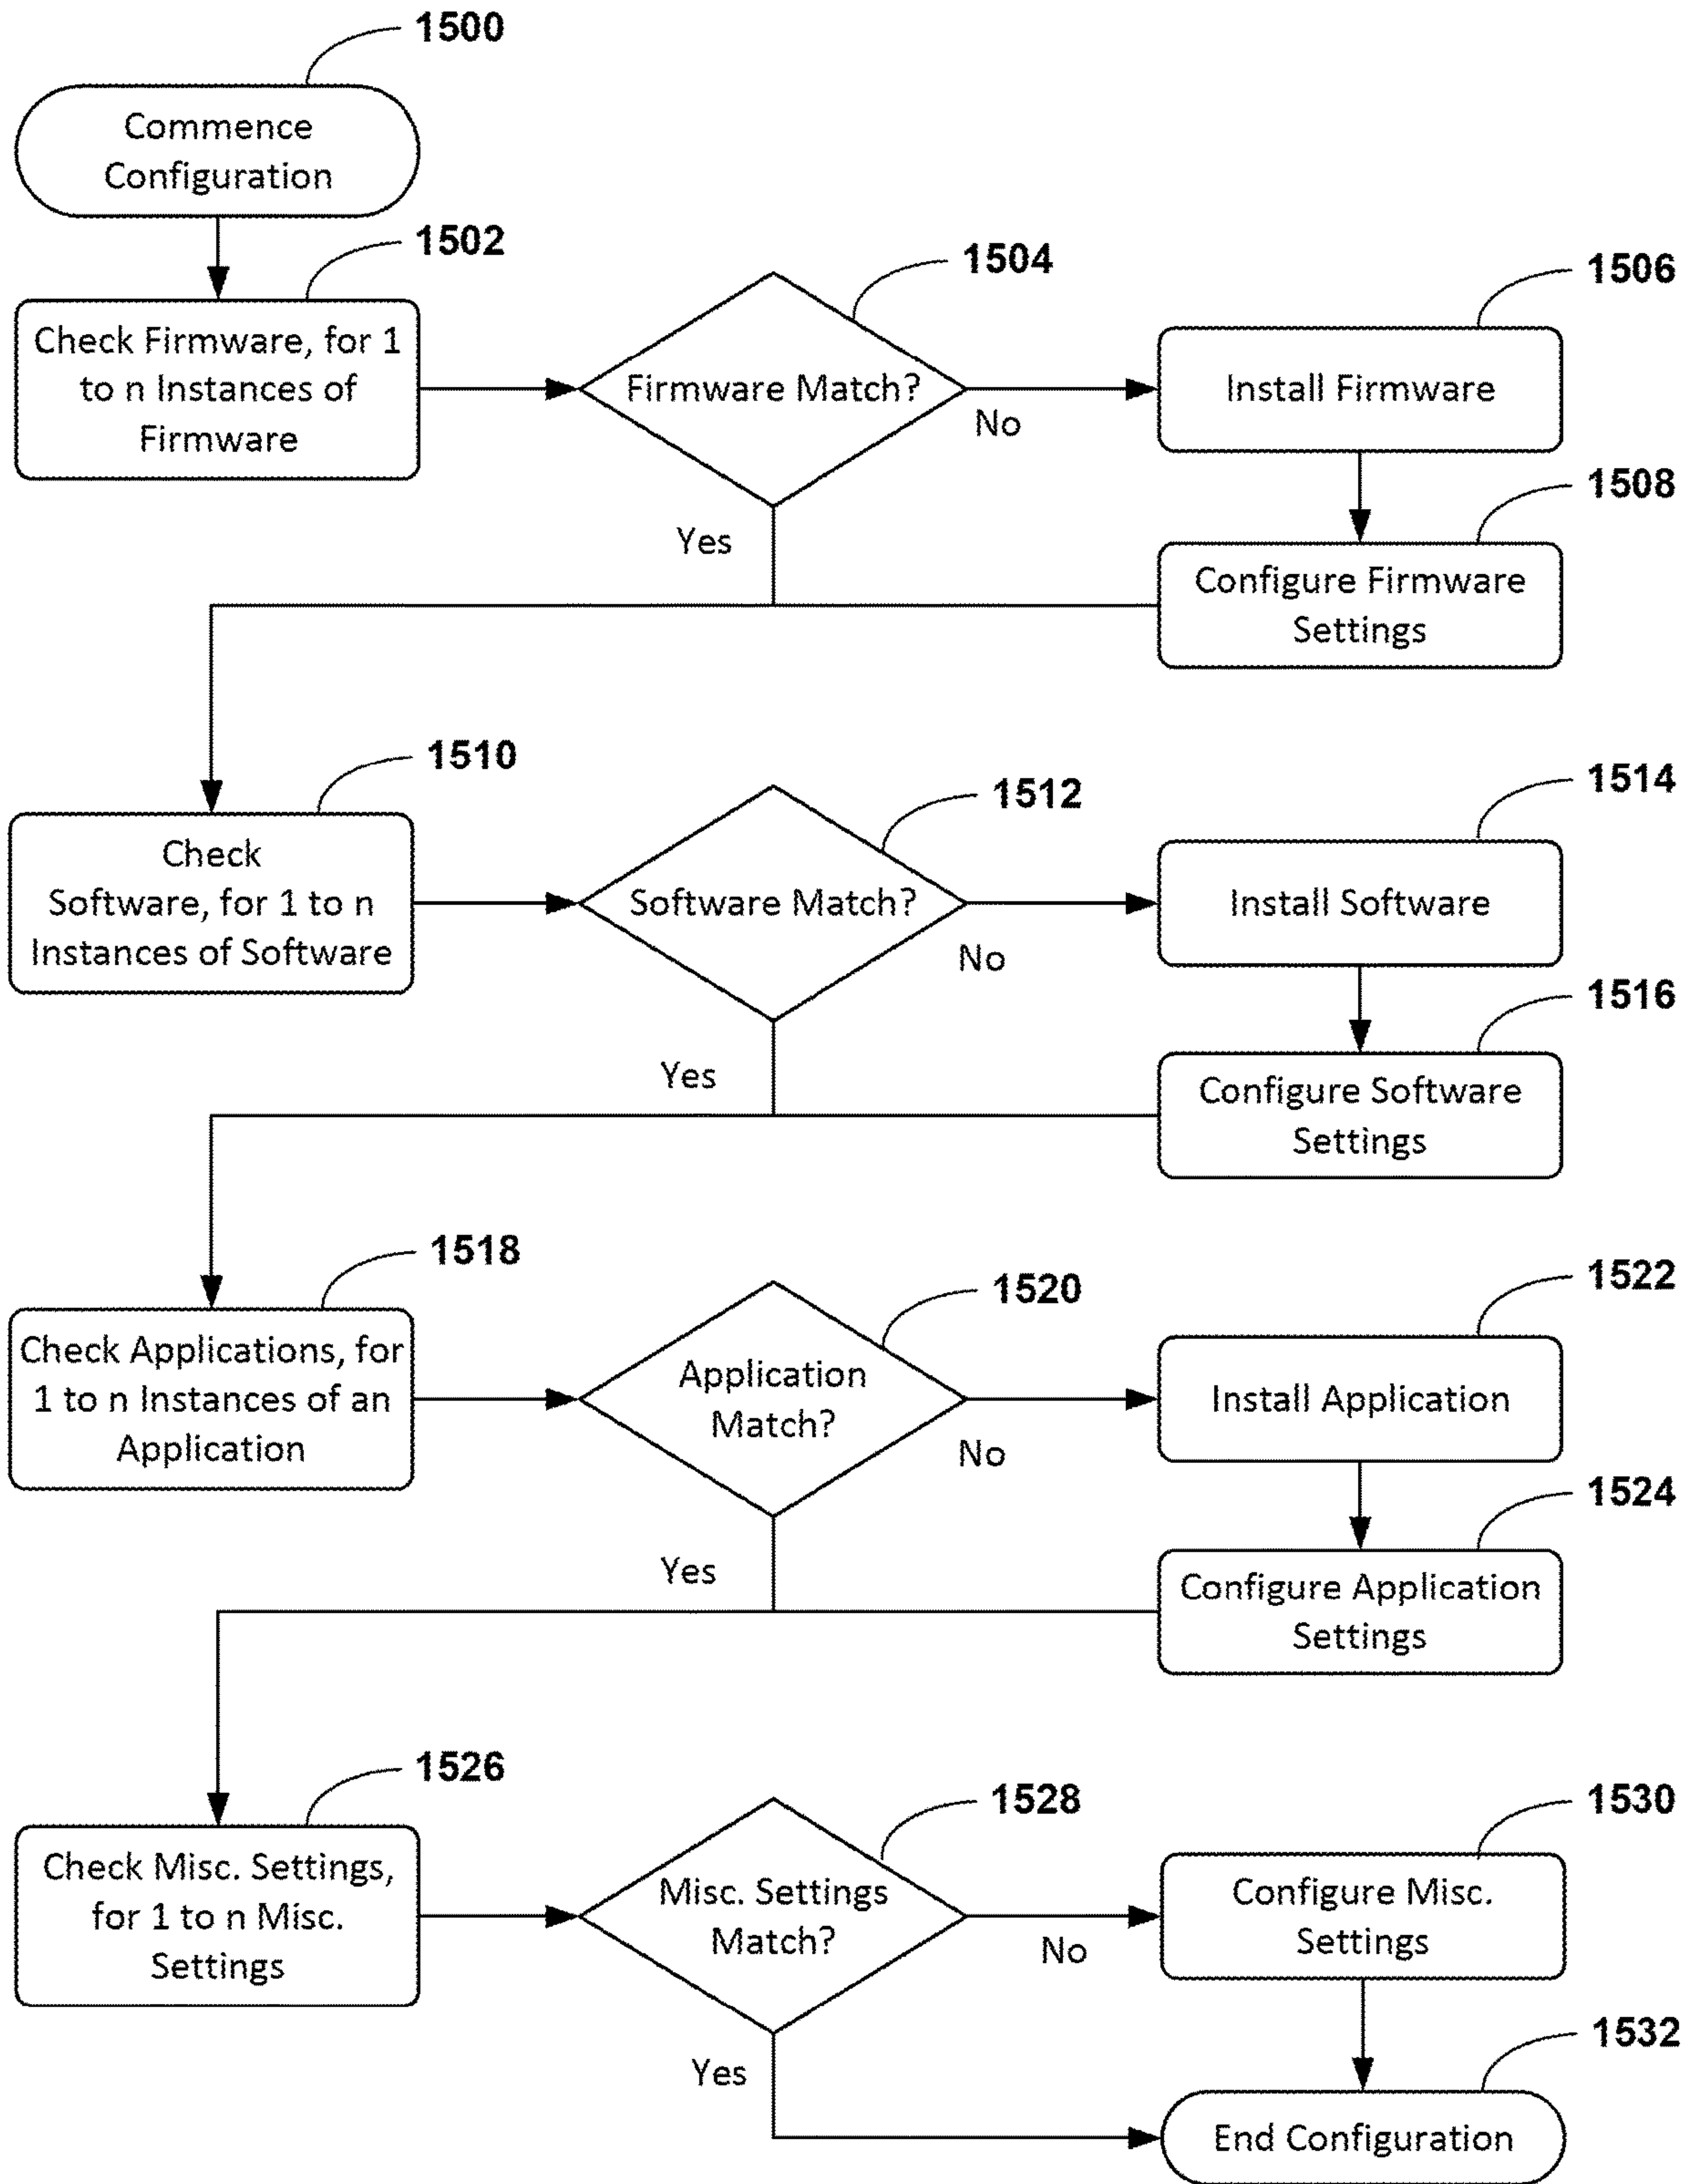 1500
Commence
Configuration
1502
Check Firmware, for 1
to n Instances of
Firmware
1504
Firmware Match?
No
Yes
1506
Install Firmware
1508
Configure Firmware
Settings
1510
Check
Software, for 1 to n
Instances of Software
1512
Software Match?
No
Yes
1514
Install Software
1516
Configure Software
Settings
1518
Check Applications, for
1 to n Instances of an
Application
1520
Application
Match?
No
Yes
1522
Install Application
1524
Configure Application
Settings
1526
Check Misc. Settings,
for 1 to n Misc.
Settings
1528
Misc. Settings
Match?
No
Yes
1530
Configure Misc.
Settings
1532
End Configuration